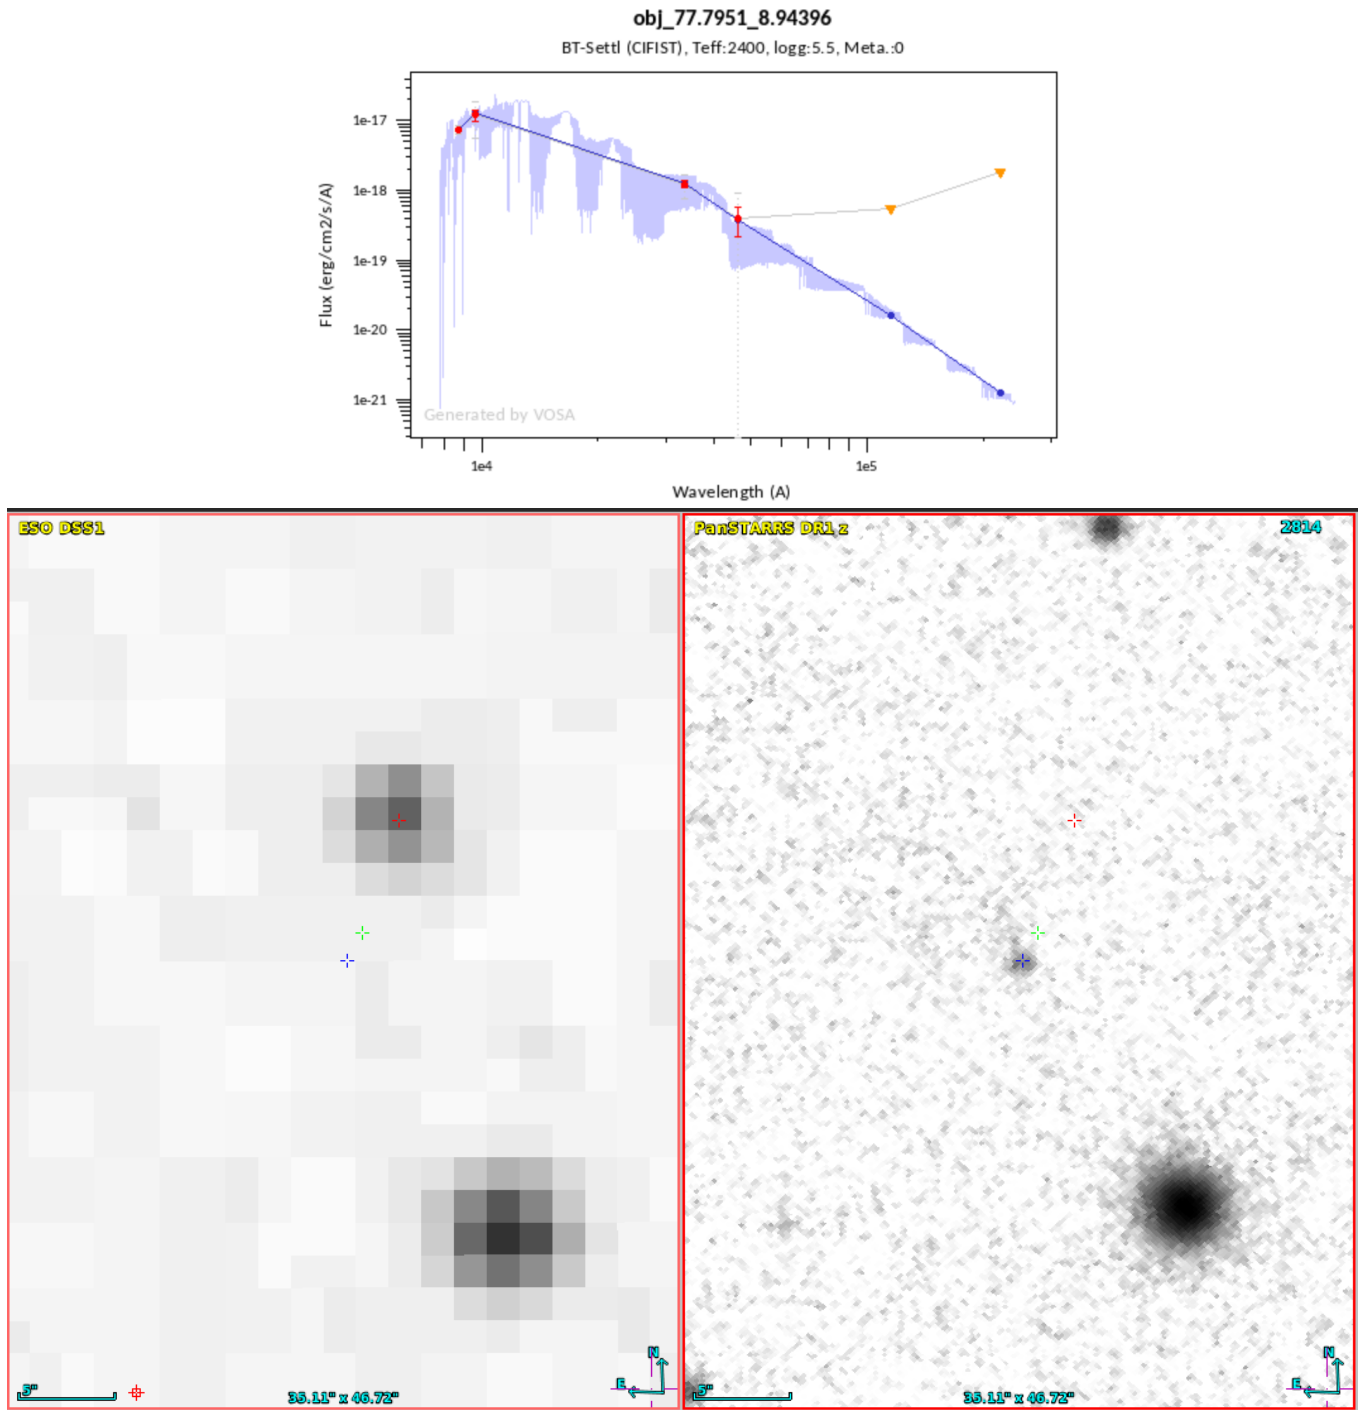 obj_77.7951_8.94396
BT-Settl (CIFIST), Teff:2400, logg:5.5, Meta.:0
Flux (erg/cm2/s/A)
1e-17
1e-18
1e-19
1e-20
1e-21
Generated by VOSA
1e4
1e5
Wavelength (A)
ESO DSS1
PanSTARRS DR1 z
2814
N
E
5"
35.11" x 46.72"
N
E
5"
35.11" x 46.72"